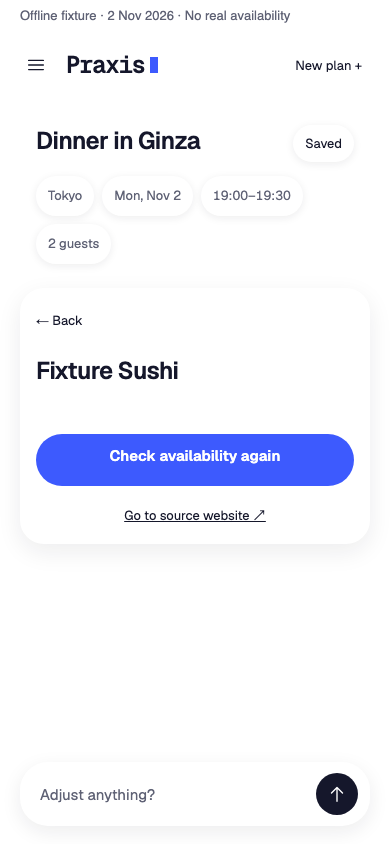 Offline fixture · 2 Nov 2026 · No real availability
Praxis
New plan +
Dinner in Ginza
Saved
Tokyo
Mon, Nov 2
19:00–19:30
2 guests
← Back
Fixture Sushi
Check availability again
Go to source website ↗
Adjust anything?